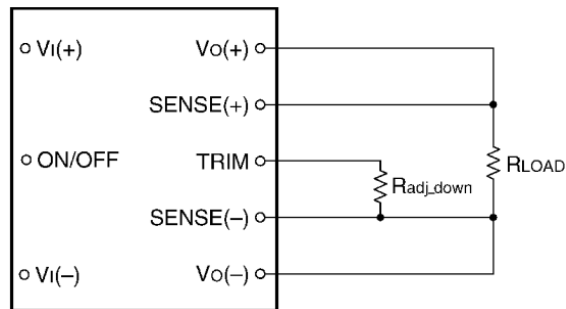 VI(+) VO(+)
SENSE(+)
ON/OFF TRIM RLOAD
Radj_down
SENSE(–)
VI(–) VO(–)